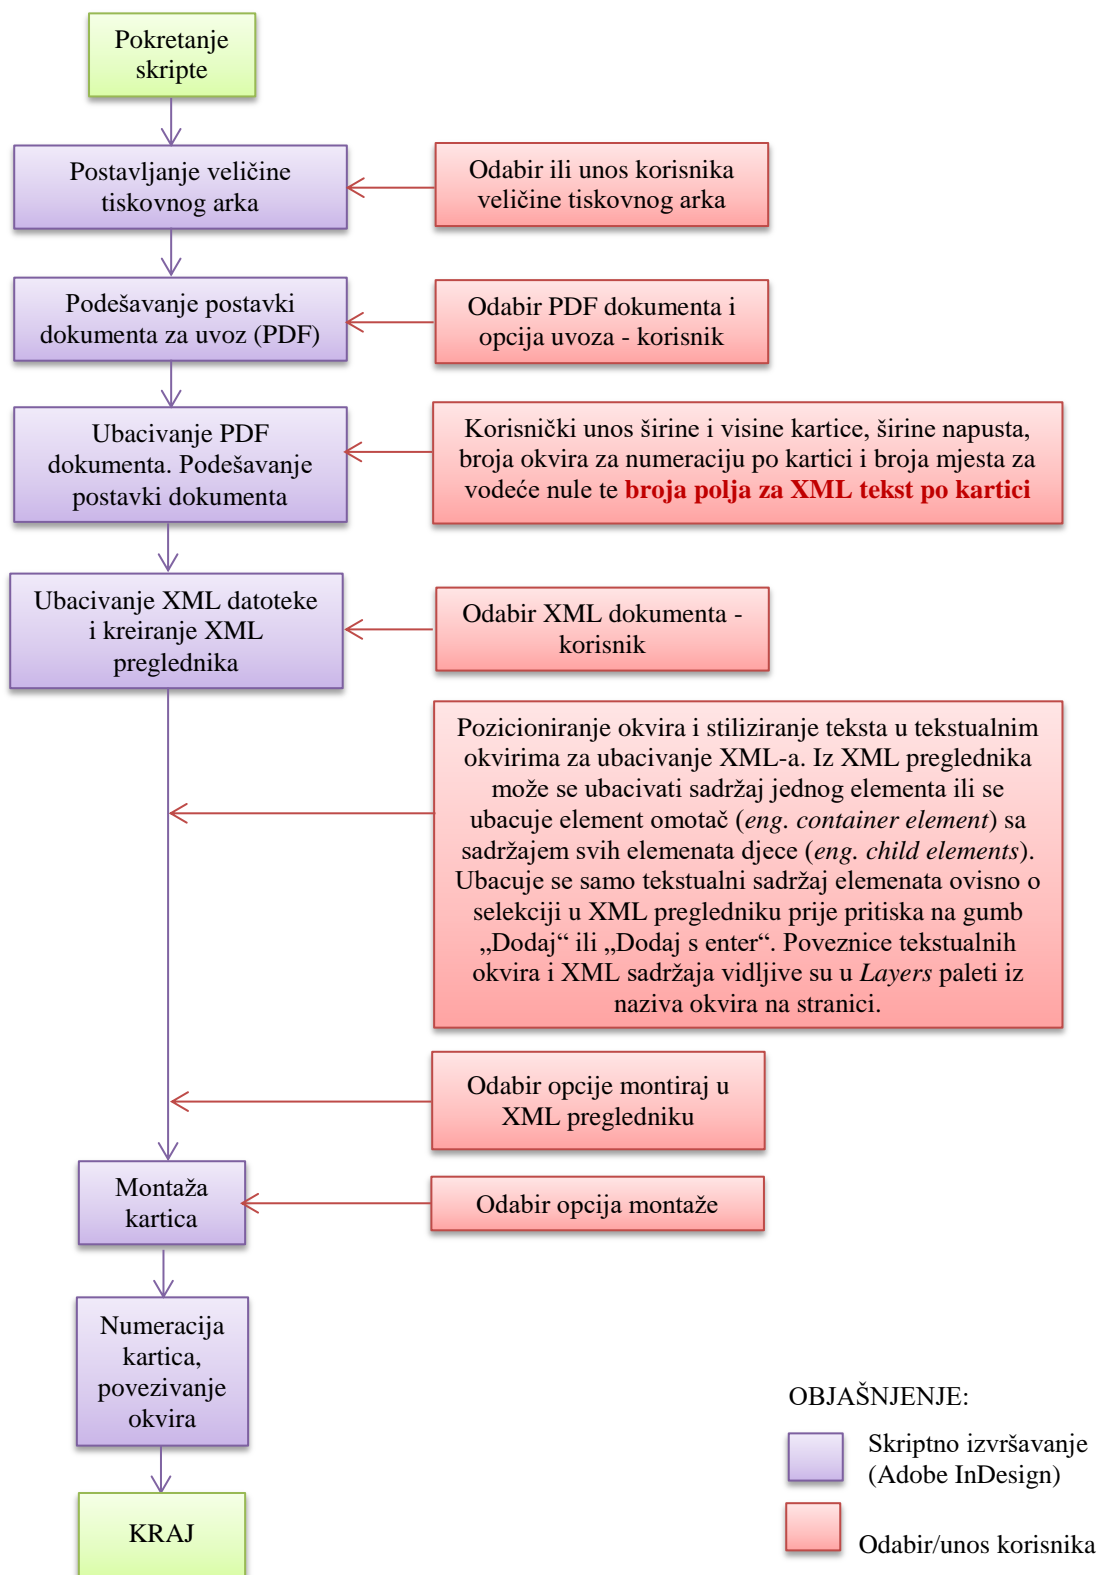 Pokretanje
skripte
Postavljanje veličine
tiskovnog arka
Odabir ili unos korisnika
veličine tiskovnog arka
Podešavanje postavki
dokumenta za uvoz (PDF)
Odabir PDF dokumenta i
opcija uvoza - korisnik
Ubacivanje PDF
dokumenta. Podešavanje
postavki dokumenta
Korisnički unos širine i visine kartice, širine napusta,
broja okvira za numeraciju po kartici i broja mjesta za
vodeće nule te broja polja za XML tekst po kartici
Ubacivanje XML datoteke
i kreiranje XML
preglednika
Odabir XML dokumenta -
korisnik
Pozicioniranje okvira i stiliziranje teksta u tekstualnim
okvirima za ubacivanje XML-a. Iz XML preglednika
može se ubacivati sadržaj jednog elementa ili se
ubacuje element omotač (eng. container element) sa
sadržajem svih elemenata djece (eng. child elements).
Ubacuje se samo tekstualni sadržaj elemenata ovisno o
selekciji u XML pregledniku prije pritiska na gumb
„Dodaj“ ili „Dodaj s enter“. Poveznice tekstualnih
okvira i XML sadržaja vidljive su u Layers paleti iz
naziva okvira na stranici.
Odabir opcije montiraj u
XML pregledniku
Montaža
kartica
Odabir opcija montaže
Numeracija
kartica,
povezivanje
okvira
KRAJ
OBJAŠNJENJE:
Skriptno izvršavanje
(Adobe InDesign)
Odabir/unos korisnika